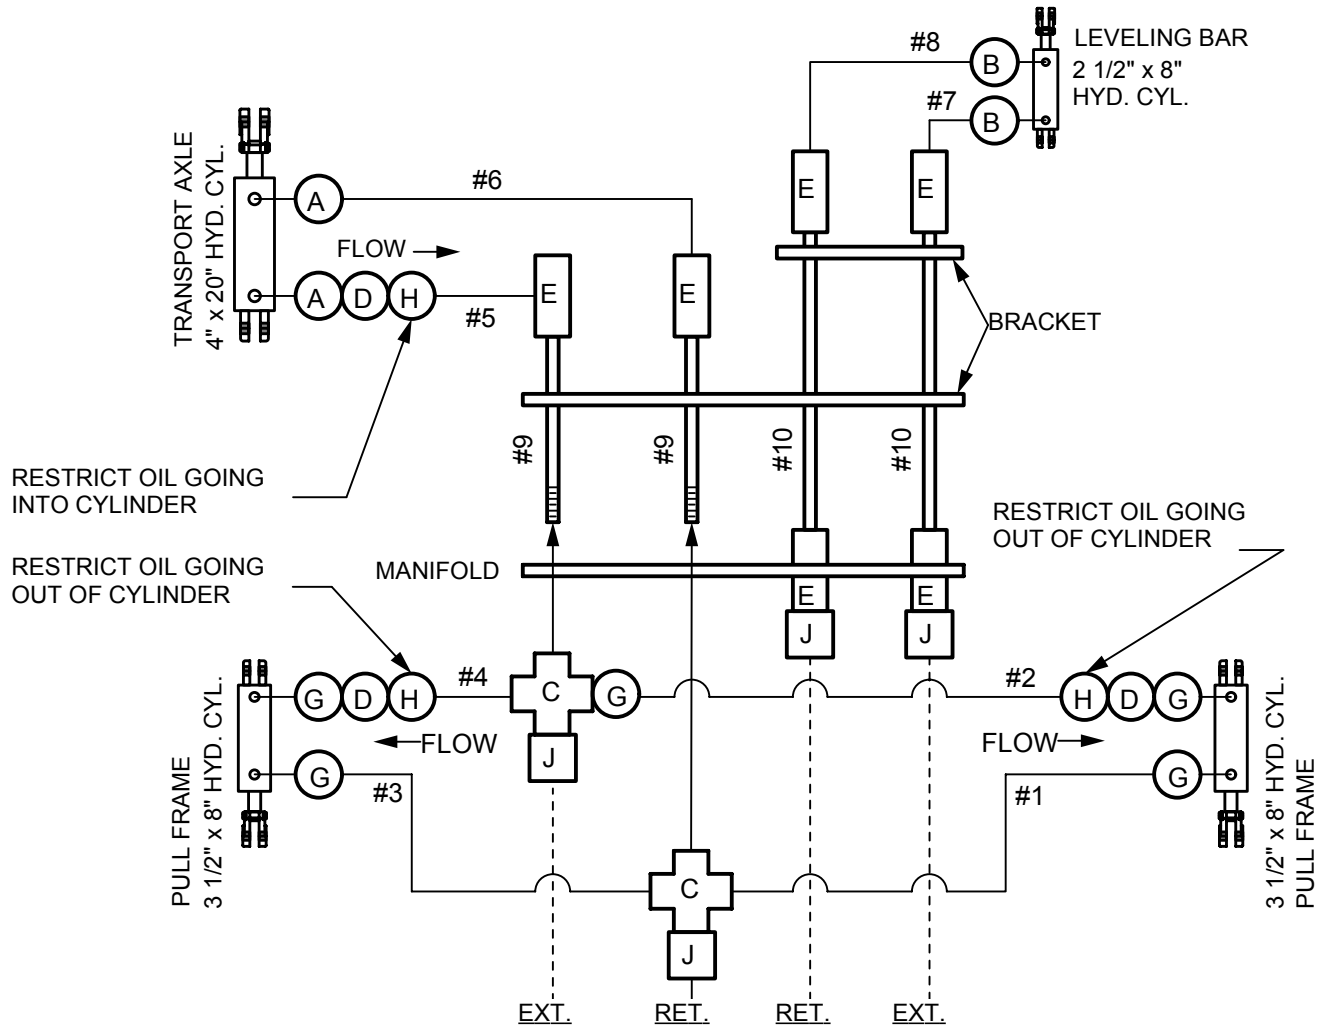 #8
B
LEVELING BAR
2 1/2" x 8"
HYD. CYL.
#7
B
TRANSPORT AXLE
4" x 20" HYD. CYL.
A
#6
E
E
FLOW
A
D
H
#5
E
E
BRACKET
#9
#9
#10
#10
RESTRICT OIL GOING
INTO CYLINDER
RESTRICT OIL GOING
OUT OF CYLINDER
RESTRICT OIL GOING
OUT OF CYLINDER
MANIFOLD
E
E
J
J
PULL FRAME
3 1/2" x 8" HYD. CYL.
G
D
H
#4
C
G
#2
H
D
G
FLOW
J
FLOW
G
#3
#1
G
3 1/2" x 8" HYD. CYL.
PULL FRAME
C
J
EXT.
RET.
RET.
EXT.